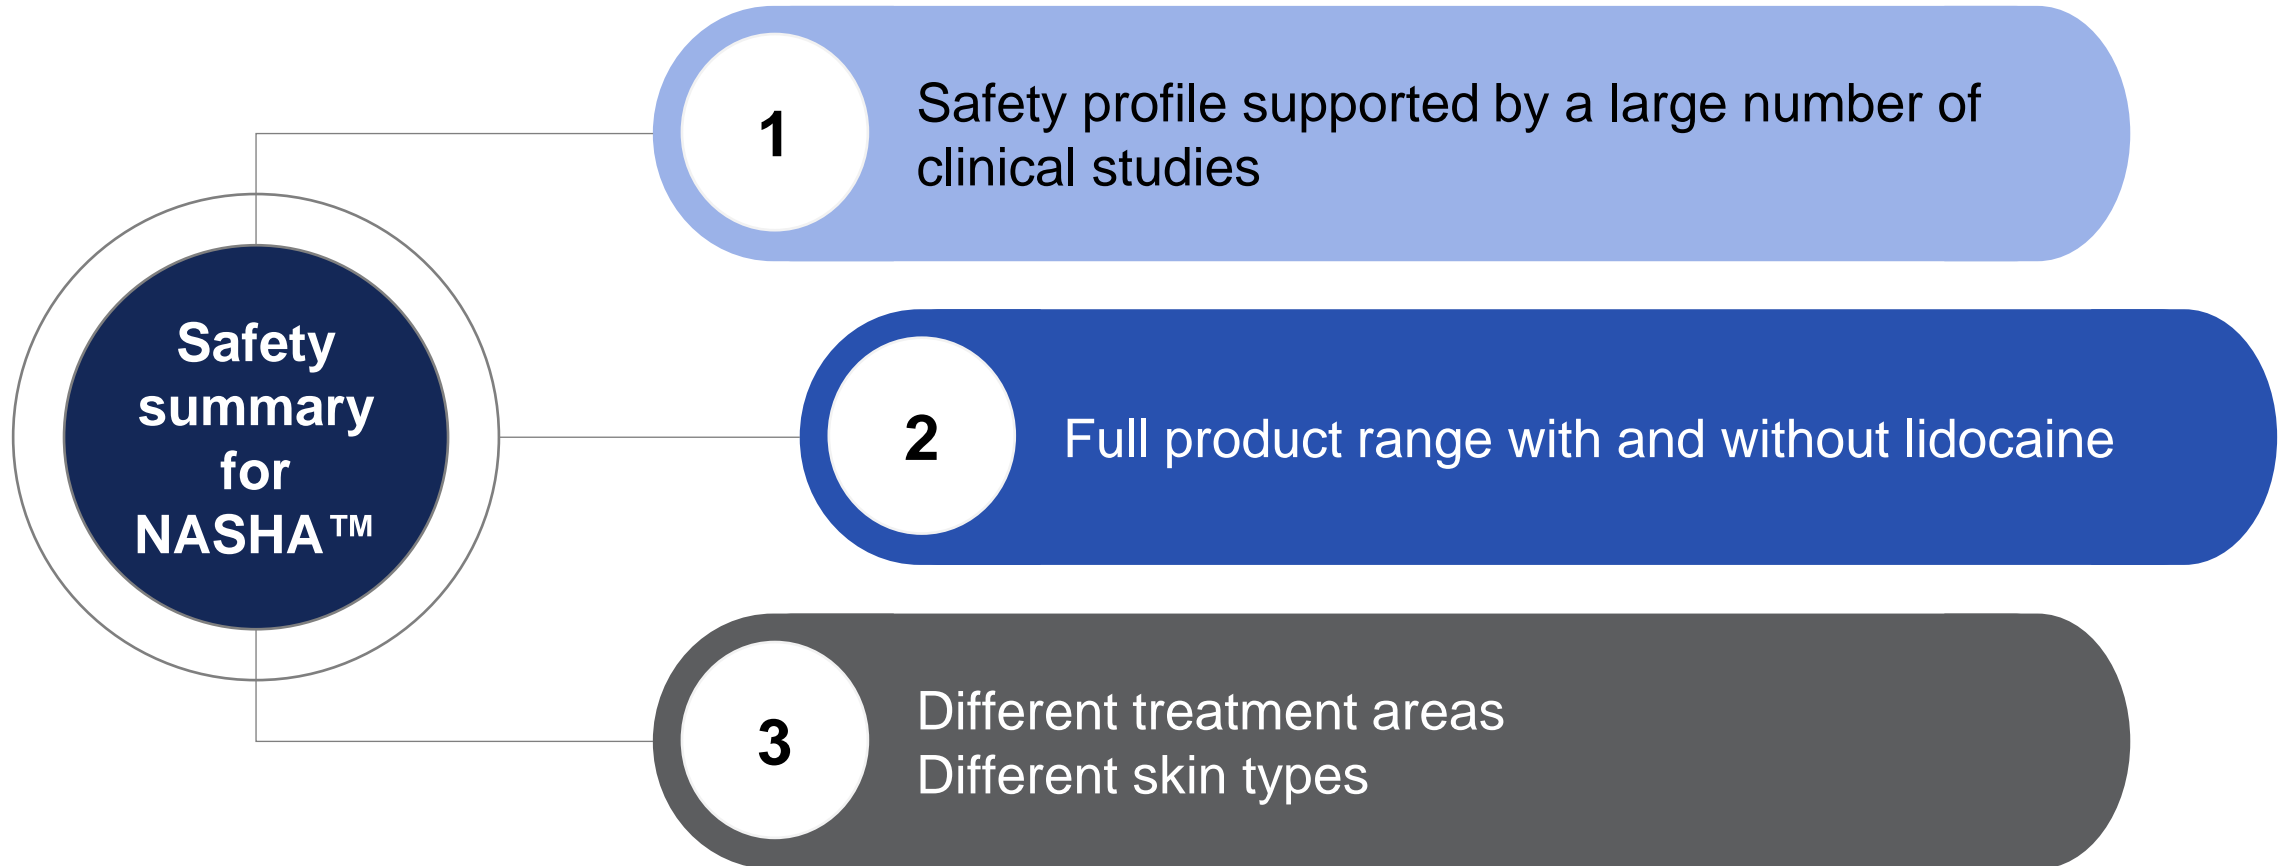 Safety
summary
for
NASHA™
1
Safety profile supported by a large number of
clinical studies
2
Full product range with and without lidocaine
3
Different treatment areas
Different skin types